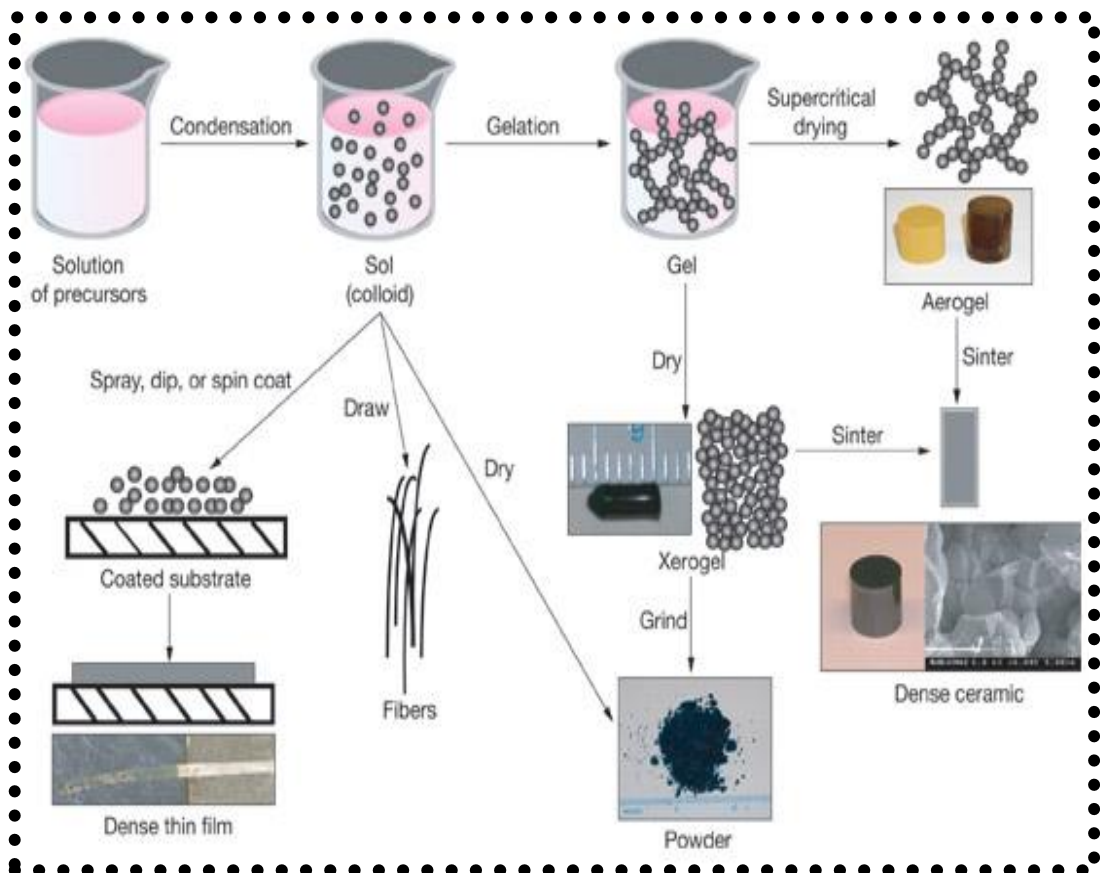 Condensation
Gelation
Supercritical
drying
Solution
of precursors
Sol
(colloid)
Gel
Aerogel
Spray, dip, or spin coat
Draw
Dry
Dry
Sinter
Sinter
Coated substrate
Xerogel
Grind
Fibers
Dense ceramic
Dense thin film
Powder